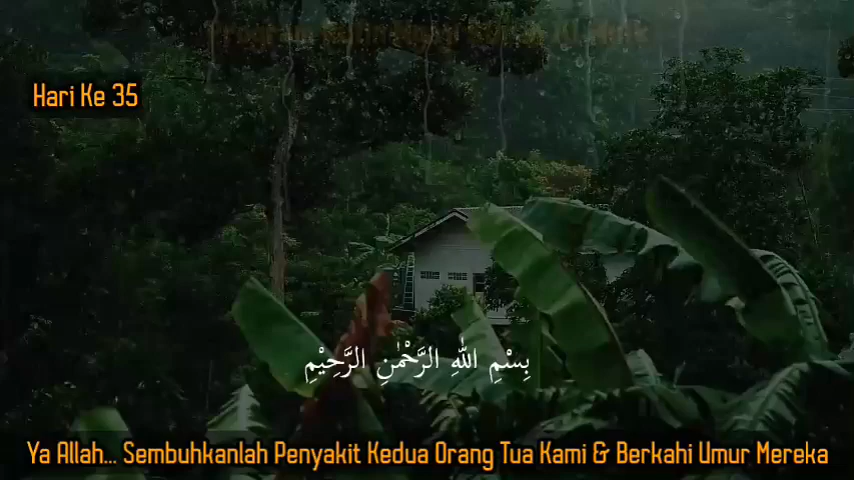 Hari Ke 35
بِسْمِ اللّٰهِ الرَّحْمٰنِ الرَّحِيْمِ
Ya Allah... Sembuhkanlah Penyakit Kedua Orang Tua Kami & Berkahi Umur Mereka